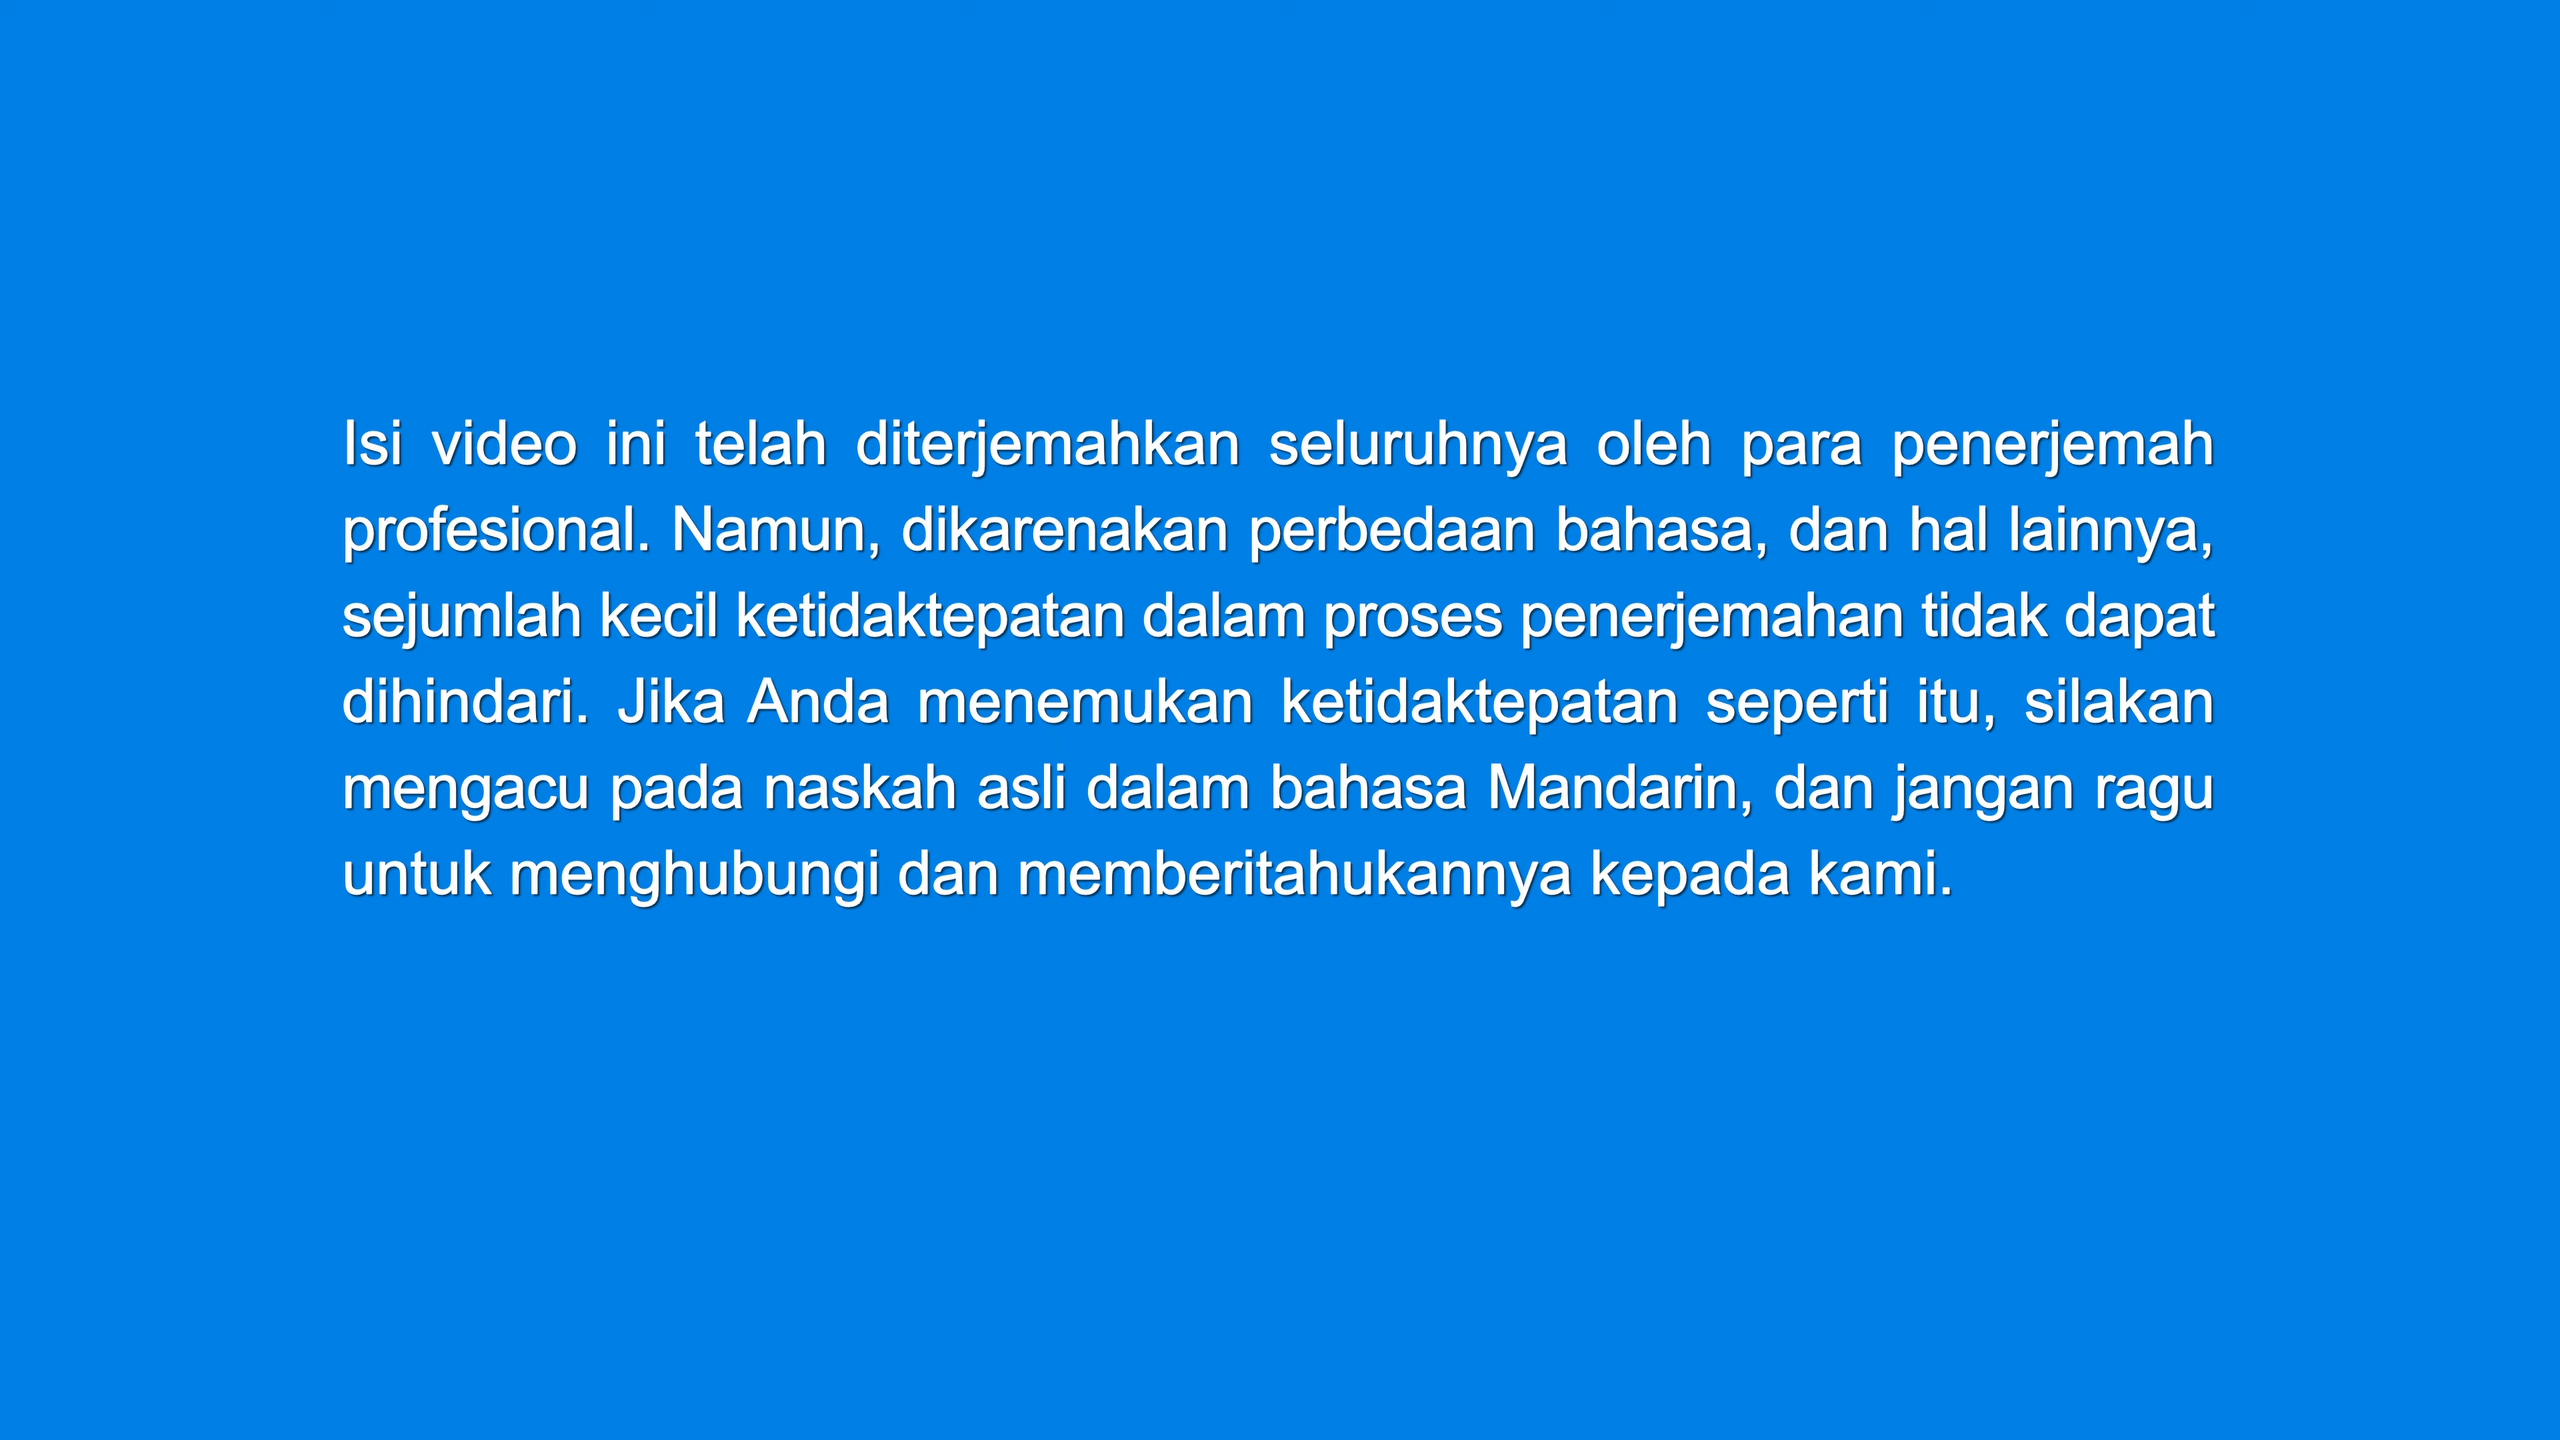 Isi video ini telah diterjemahkan seluruhnya oleh para penerjemah
profesional. Namun, dikarenakan perbedaan bahasa, dan hal lainnya,
sejumlah kecil ketidaktepatan dalam proses penerjemahan tidak dapat
dihindari. Jika Anda menemukan ketidaktepatan seperti itu, silakan
mengacu pada naskah asli dalam bahasa Mandarin, dan jangan ragu
untuk menghubungi dan memberitahukannya kepada kami.